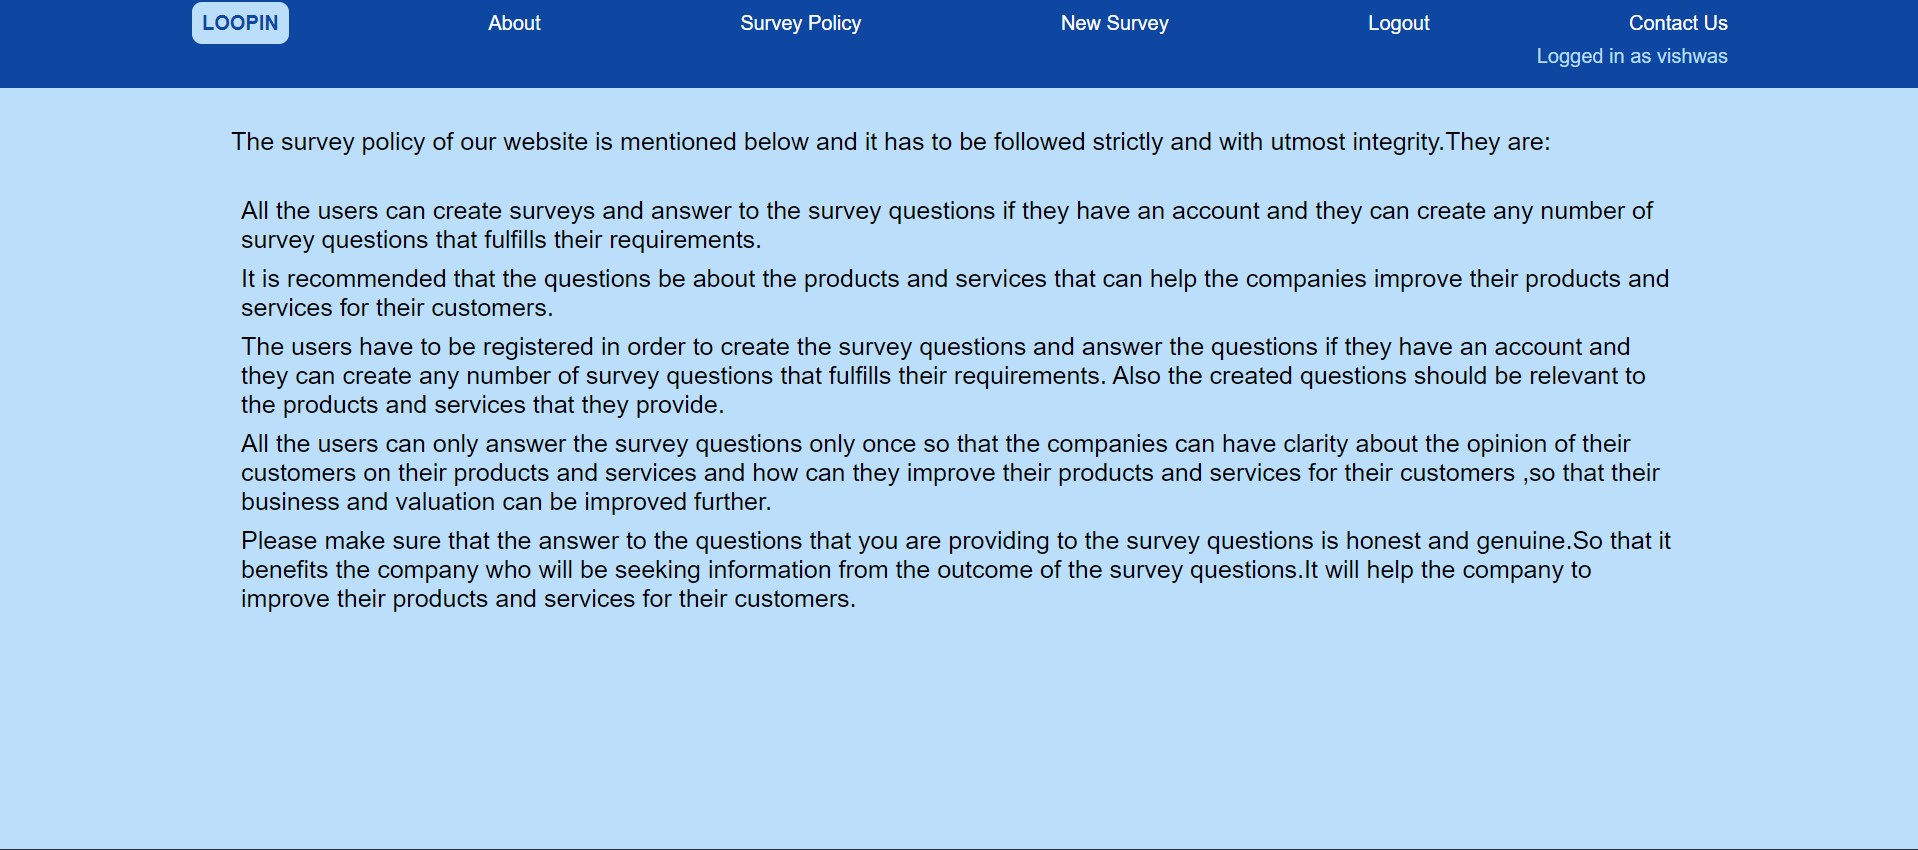 LOOPIN About Survey Policy New Survey Logout Contact Us
Logged in as vishwas
The survey policy of our website is mentioned below and it has to be followed strictly and with utmost integrity.They are:
All the users can create surveys and answer to the survey questions if they have an account and they can create any number of
survey questions that fulfills their requirements.
It is recommended that the questions be about the products and services that can help the companies improve their products and
services for their customers.
The users have to be registered in order to create the survey questions and answer the questions if they have an account and
they can create any number of survey questions that fulfills their requirements. Also the created questions should be relevant to
the products and services that they provide.
All the users can only answer the survey questions only once so that the companies can have clarity about the opinion of their
customers on their products and services and how can they improve their products and services for their customers ,so that their
business and valuation can be improved further.
Please make sure that the answer to the questions that you are providing to the survey questions is honest and genuine.So that it
benefits the company who will be seeking information from the outcome of the survey questions.It will help the company to
improve their products and services for their customers.